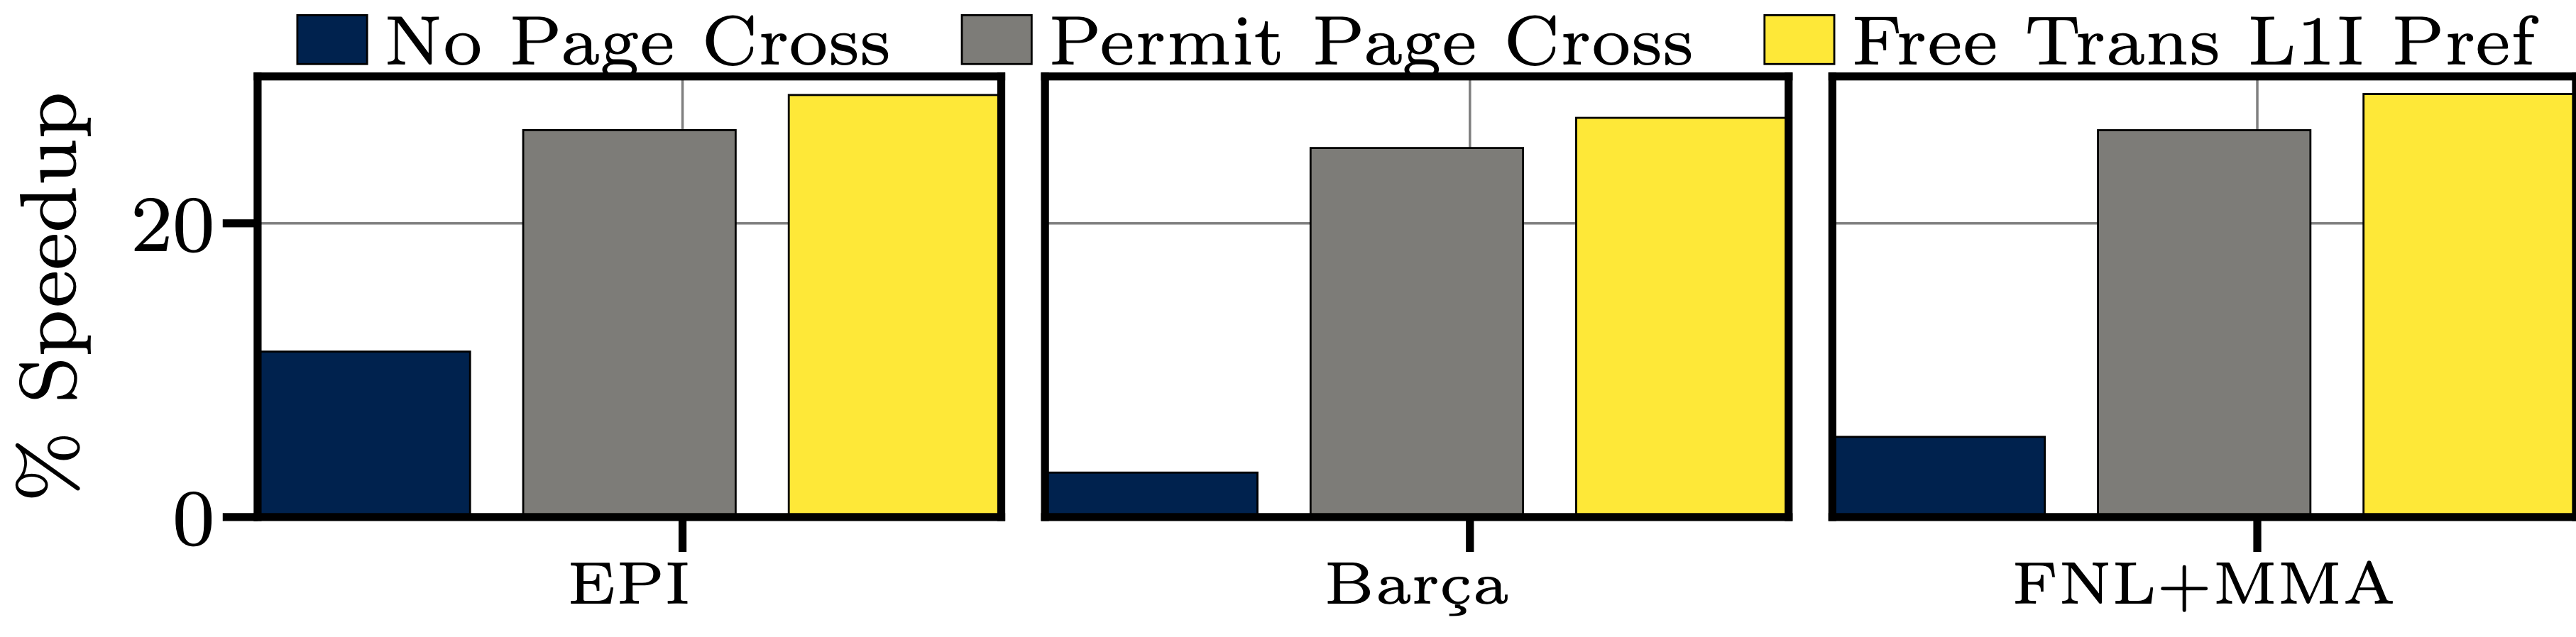 No Page Cross Permit Page Cross Free Trans L1I Pref
% Speedup
20
0
EPI Barça FNL+MMA